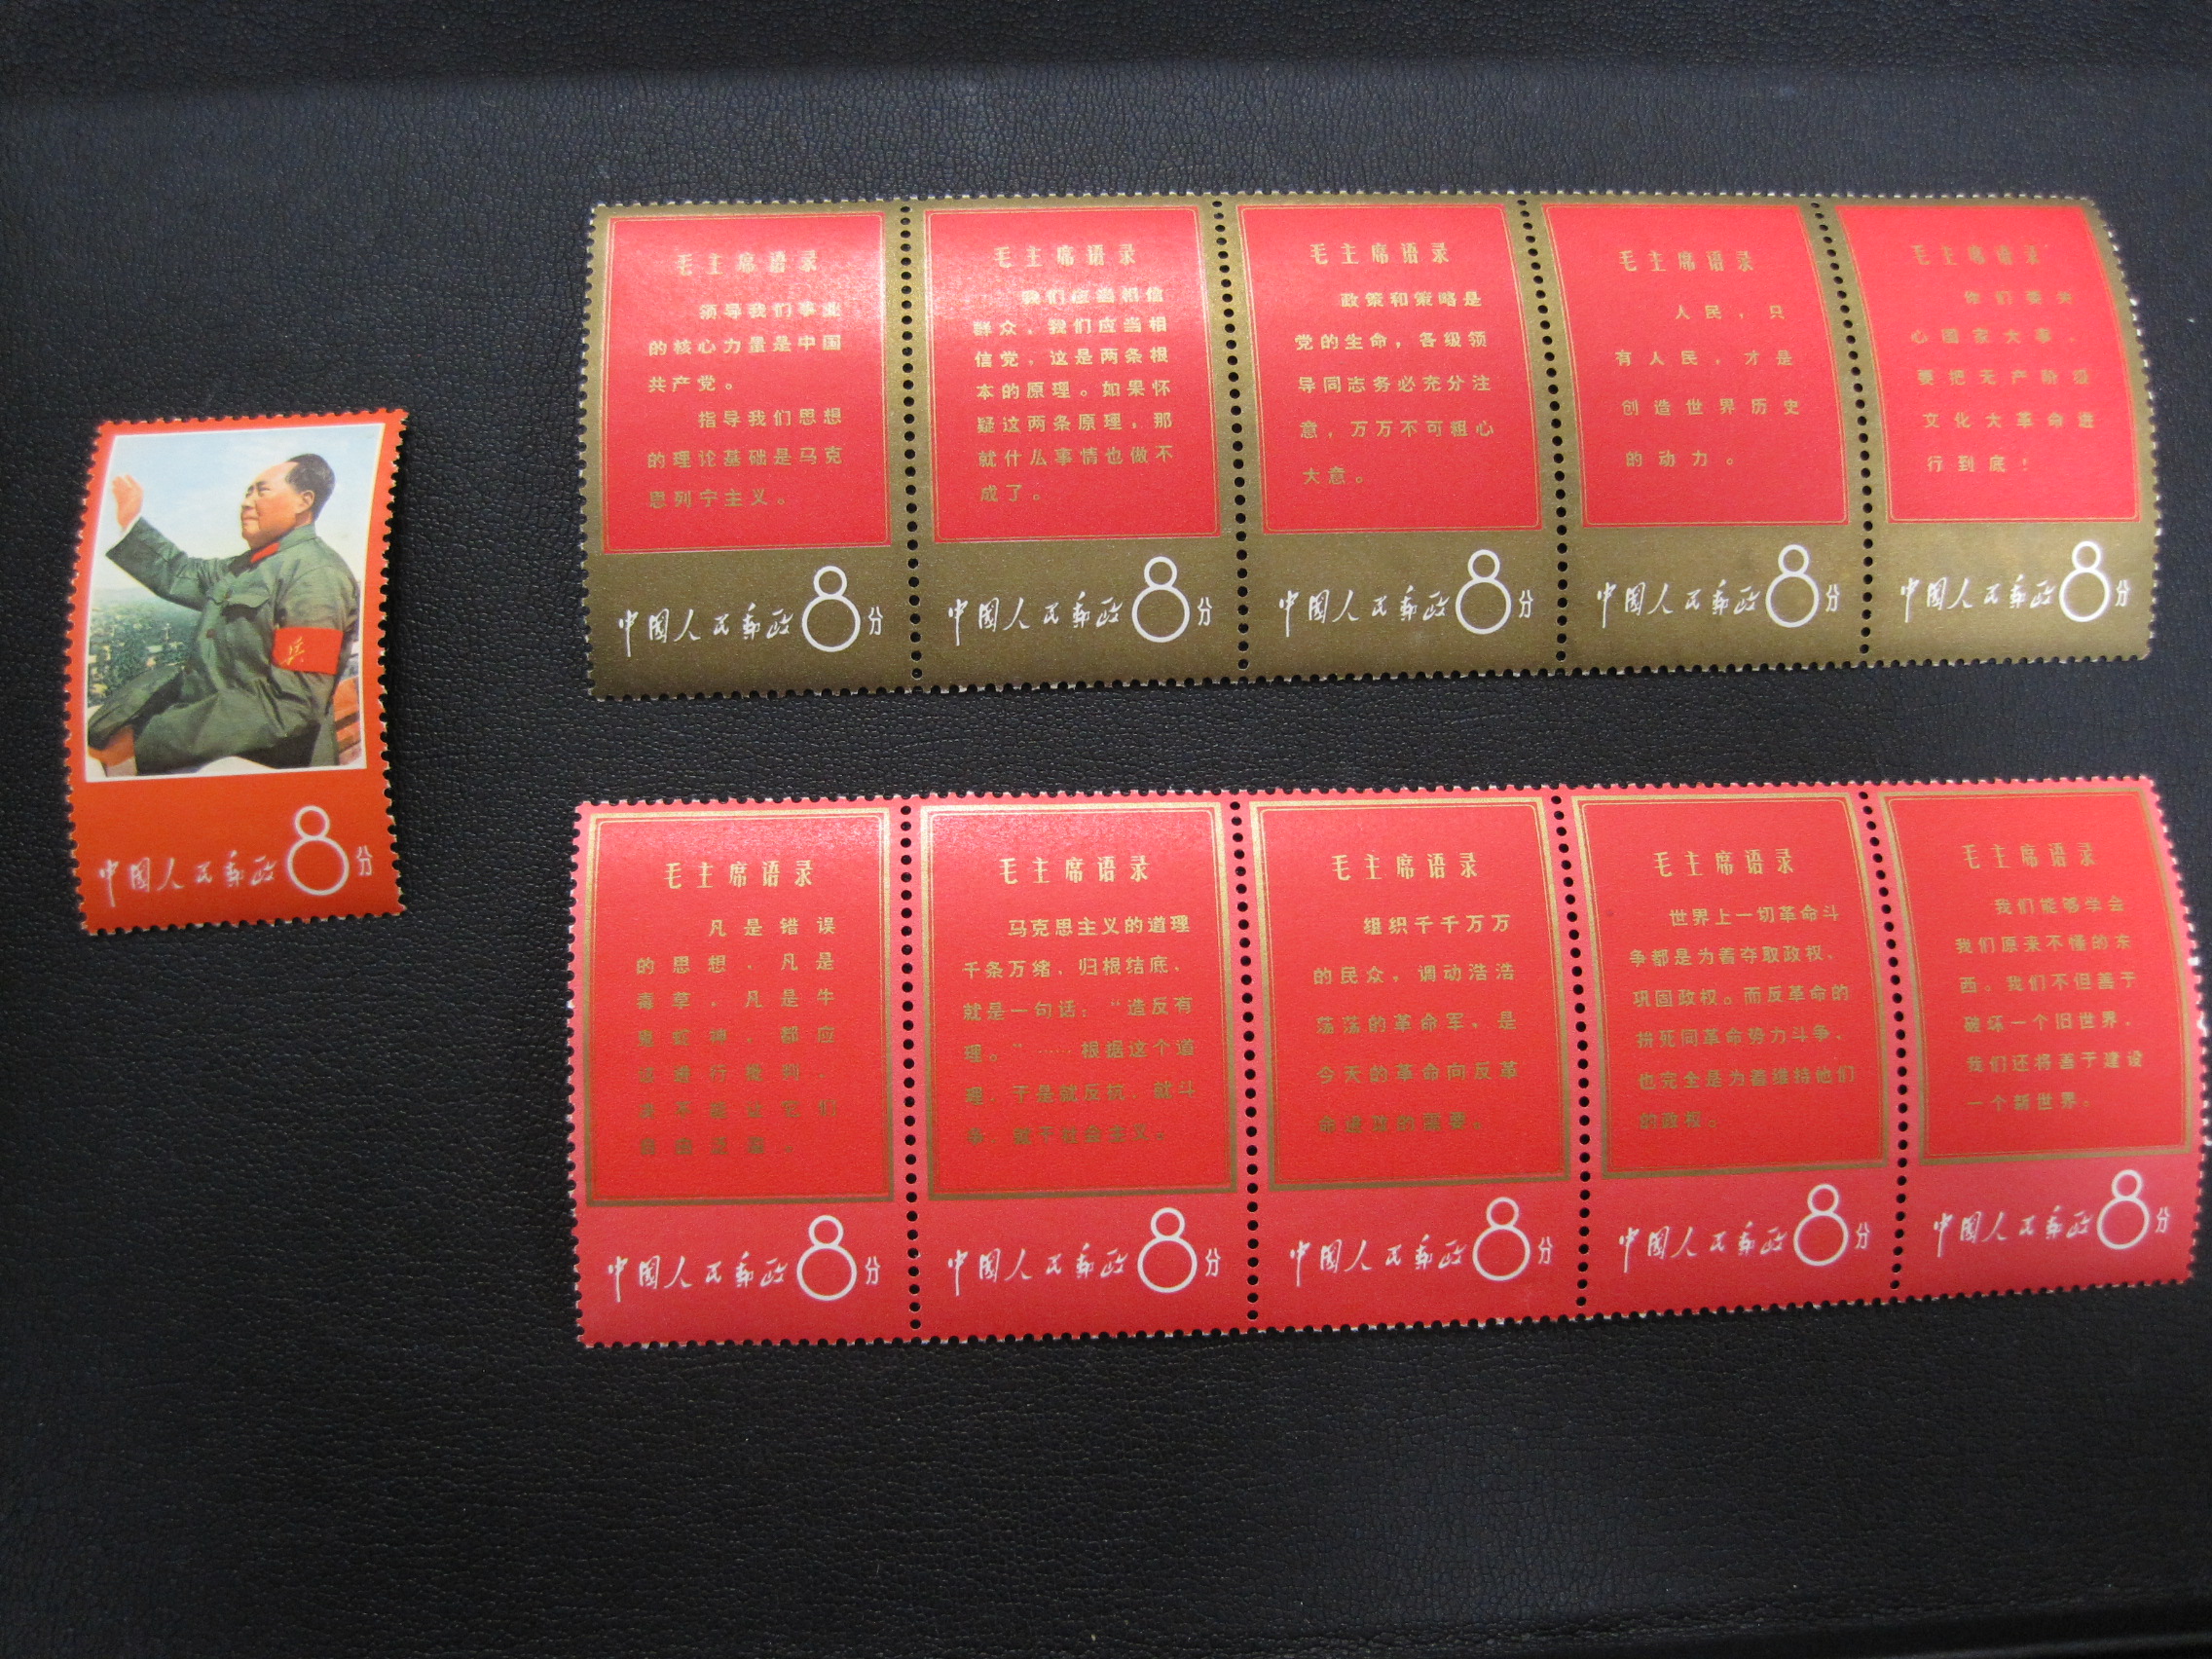 兵
中国人民邮政8分
毛主席语录
领导我们事业
的核心力量是中国
共产党。
指导我们思想
的理论基础是马克
思列宁主义。
中国人民邮政8分
毛主席语录
我们应当相信
群众，我们应当相
信党，这是两条根
本的原理。如果怀
疑这两条原理，那
就什么事情也做不
成了。
中国人民邮政8分
毛主席语录
政策和策略是
党的生命，各级领
导同志务必充分注
意，万万不可粗心
大意。
中国人民邮政8分
毛主席语录
人民，只
有人民，才是
创造世界历史
的动力。
中国人民邮政8分
毛主席语录
你们要关
心国家大事，
要把无产阶级
文化大革命进
行到底！
中国人民邮政8分
毛主席语录
凡是错误
的思想，凡是
毒草，凡是牛
鬼蛇神，都应
该进行批判，
决不能让它们
自由泛滥。
中国人民邮政8分
毛主席语录
马克思主义的道理
千条万绪，归根结底，
就是一句话：“造反有
理。”……根据这个道
理，于是就反抗，就斗
争，就干社会主义。
中国人民邮政8分
毛主席语录
组织千千万万
的民众，调动浩浩
荡荡的革命军，是
今天的革命向反革
命进攻的需要。
中国人民邮政8分
毛主席语录
世界上一切革命斗
争都是为着夺取政权，
巩固政权。而反革命的
拚死同革命势力斗争，
也完全是为着维持他们
的政权。
中国人民邮政8分
毛主席语录
我们能够学会
我们原来不懂的东
西。我们不但善于
破坏一个旧世界，
我们还将善于建设
一个新世界。
中国人民邮政8分